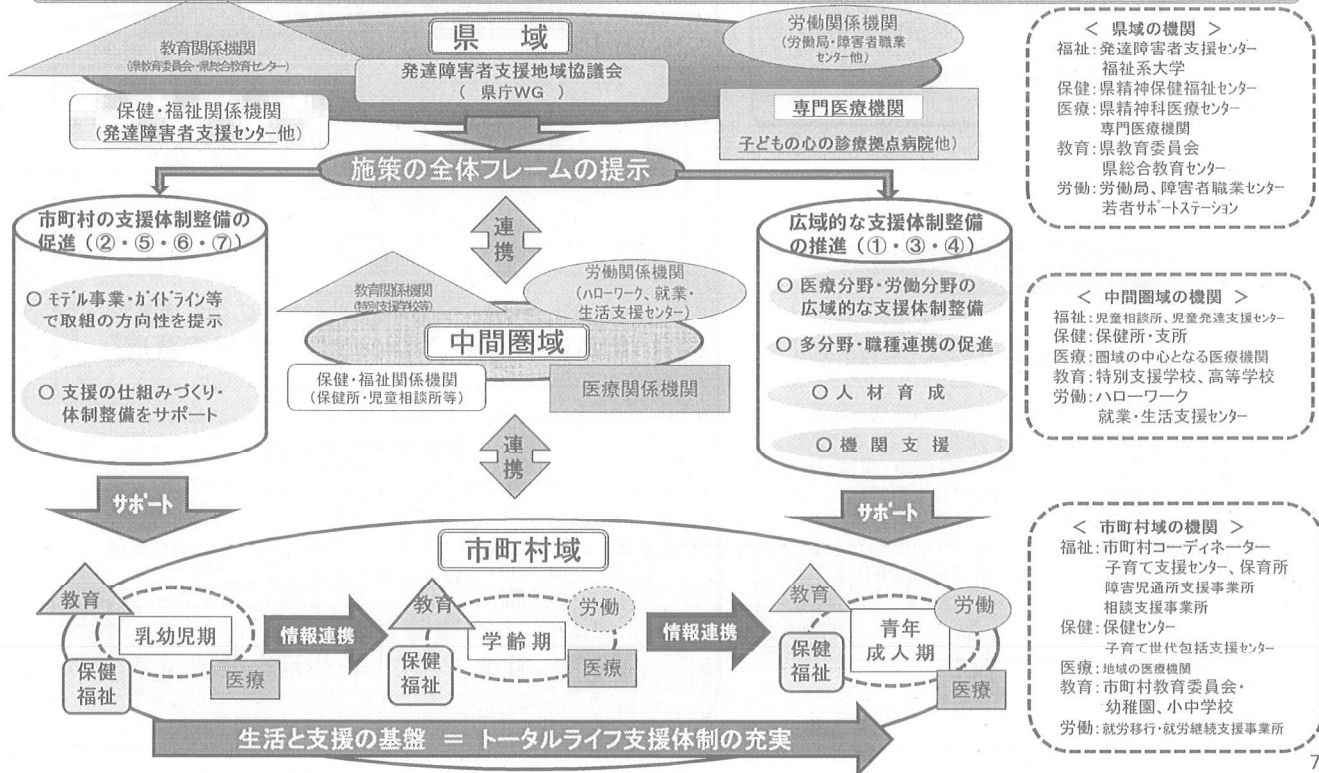 県 域
教育関係機関
(県教育委員会・県総合教育センター)
発達障害者支援地域協議会
( 県庁WG )
労働関係機関
(労働局・障害者職業
センター他)
保健・福祉関係機関
(発達障害者支援センター他)
専門医療機関
子どもの心の診療拠点病院他)
施策の全体フレームの提示
市町村の支援体制整備の
促進(②・⑤・⑥・⑦)
○ モデル事業・ガイドライン等
で取組の方向性を提示
○ 支援の仕組みづくり・
体制整備をサポート
連
携
教育関係機関
(特別支援学校等)
労働関係機関
(ハローワーク、就業・
生活支援センター)
中間圏域
保健・福祉関係機関
(保健所・児童相談所等)
医療関係機関
連
携
広域的な支援体制整備
の推進(①・③・④)
○ 医療分野・労働分野の
広域的な支援体制整備
○ 多分野・職種連携の促進
○ 人 材 育 成
○ 機 関 支 援
サポート
サポート
市町村域
教育
乳幼児期
保健
福祉
医療
情報連携
教育
労働
学齢期
保健
福祉
医療
情報連携
教育
労働
青年
成人期
保健
福祉
医療
生活と支援の基盤 = トータルライフ支援体制の充実
< 県域の機関 >
福祉:発達障害者支援センター
福祉系大学
保健:県精神保健福祉センター
医療:県精神科医療センター
専門医療機関
教育:県教育委員会
県総合教育センター
労働:労働局、障害者職業センター
若者サポートステーション
< 中間圏域の機関 >
福祉:児童相談所、児童発達支援センター
保健:保健所・支所
医療:圏域の中心となる医療機関
教育:特別支援学校、高等学校
労働:ハローワーク
就業・生活支援センター
< 市町村域の機関 >
福祉:市町村コーディネーター
子育て支援センター、保育所
障害児通所支援事業所
相談支援事業所
保健:保健センター
子育て世代包括支援センター
医療:地域の医療機関
教育:市町村教育委員会・
幼稚園、小中学校
労働:就労移行・就労継続支援事業所
7